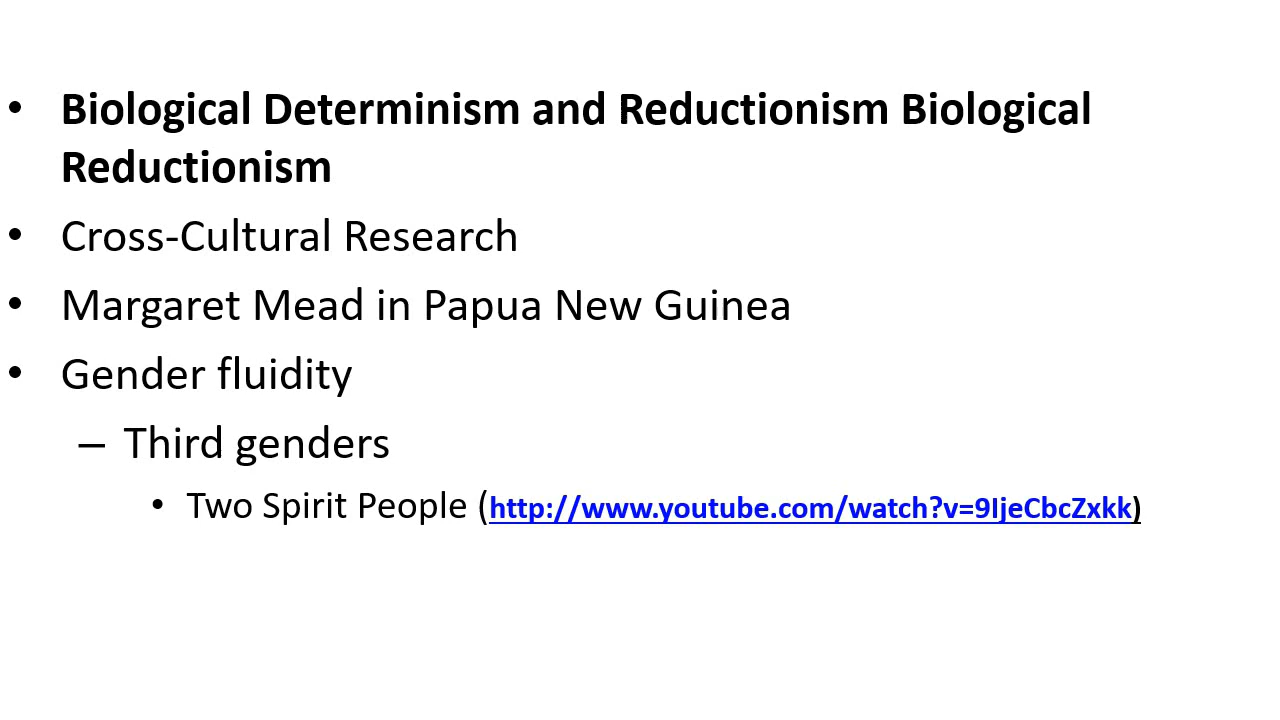 • Biological Determinism and Reductionism Biological
Reductionism
• Cross-Cultural Research
• Margaret Mead in Papua New Guinea
• Gender fluidity
– Third genders
• Two Spirit People (http://www.youtube.com/watch?v=9IjeCbcZxkk)